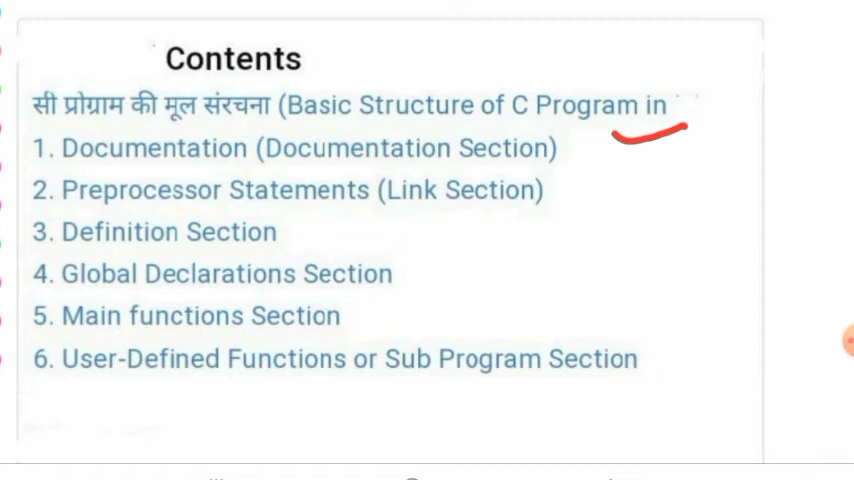 Contents
सी प्रोग्राम की मूल संरचना (Basic Structure of C Program in
1. Documentation (Documentation Section)
2. Preprocessor Statements (Link Section)
3. Definition Section
4. Global Declarations Section
5. Main functions Section
6. User-Defined Functions or Sub Program Section